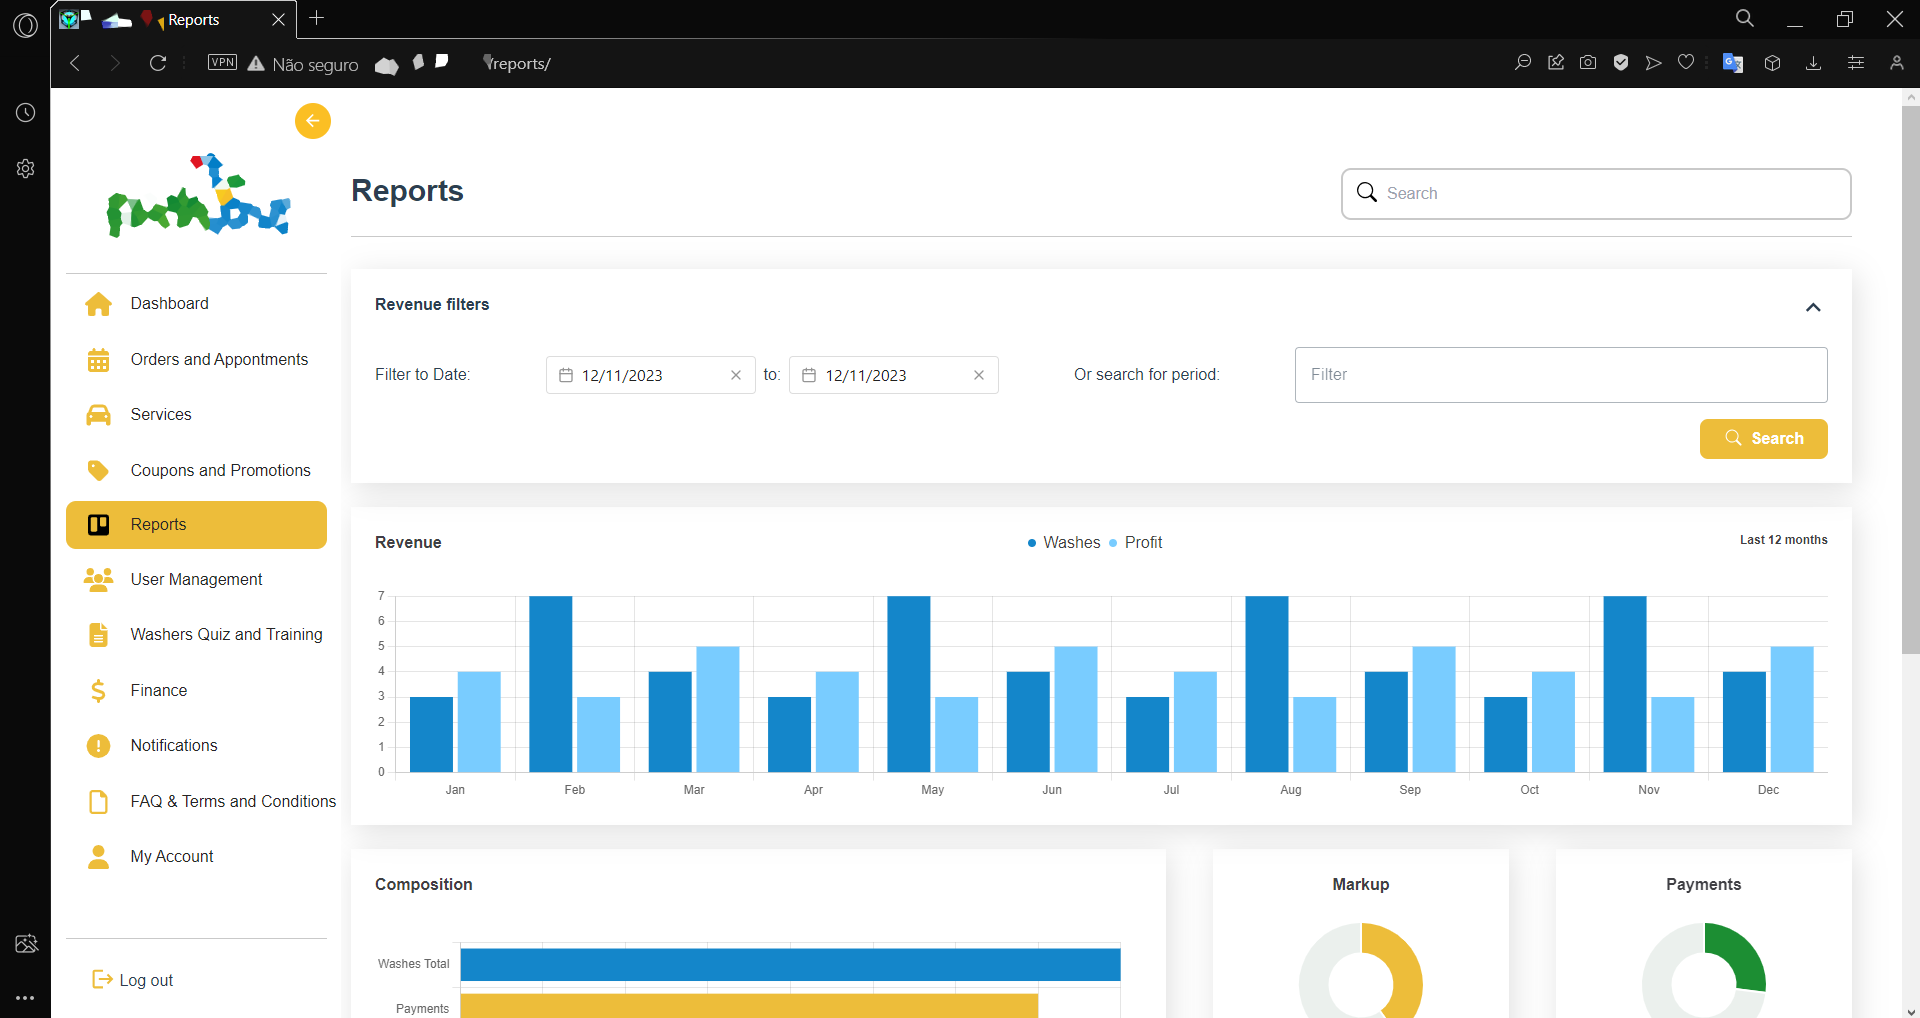 Reports
VPN Não seguro reports/
Reports
Search
Dashboard
Orders and Appontments
Services
Coupons and Promotions
Reports
User Management
Washers Quiz and Training
Finance
Notifications
FAQ & Terms and Conditions
My Account
Log out
Revenue filters
Filter to Date: 12/11/2023 to: 12/11/2023 Or search for period: Filter
Search
Revenue Washes Profit Last 12 months
7
6
5
4
3
2
1
0
Jan Feb Mar Apr May Jun Jul Aug Sep Oct Nov Dec
Composition
Washes Total
Payments
Markup
Payments